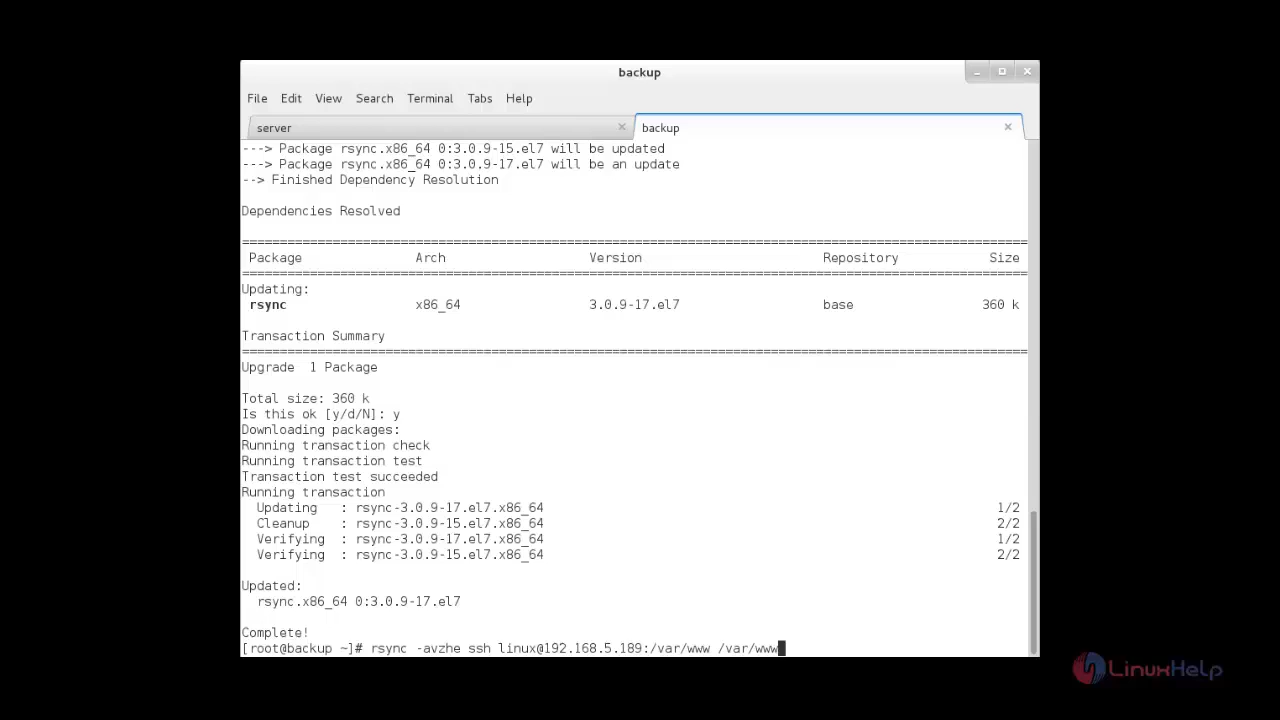 backup
File Edit View Search Terminal Tabs Help
server backup
---> Package rsync.x86_64 0:3.0.9-15.el7 will be updated
---> Package rsync.x86_64 0:3.0.9-17.el7 will be an update
--> Finished Dependency Resolution
Dependencies Resolved
================================================================================
Package Arch Version Repository Size
================================================================================
Updating:
rsync x86_64 3.0.9-17.el7 base 360 k
Transaction Summary
================================================================================
Upgrade 1 Package
Total size: 360 k
Is this ok [y/d/N]: y
Downloading packages:
Running transaction check
Running transaction test
Transaction test succeeded
Running transaction
Updating : rsync-3.0.9-17.el7.x86_64 1/2
Cleanup : rsync-3.0.9-15.el7.x86_64 2/2
Verifying : rsync-3.0.9-17.el7.x86_64 1/2
Verifying : rsync-3.0.9-15.el7.x86_64 2/2
Updated:
rsync.x86_64 0:3.0.9-17.el7
Complete!
[root@backup ~]# rsync -avzhe ssh linux@192.168.5.189:/var/www /var/www
LinuxHelp